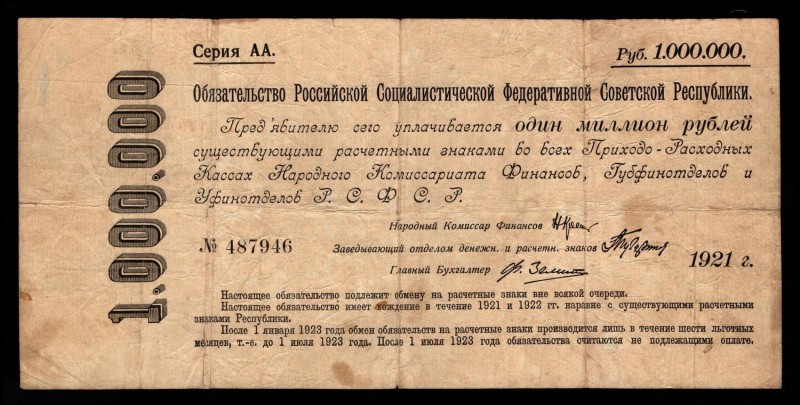 Серия АА.
Руб. 1.000.000.
1.000.000
Обязательство Российской Социалистической Федеративной Советской Республики.
Пред'явителю сего уплачивается один миллион рублей
существующими расчетными знаками во всех Приходо-Расходных
Кассах Народного Комиссариата Финансов, Губфинотделов и
Уфинотделов Р. С. Ф. С. Р.
Народный Комиссар Финансов
№ 487946
Заведывающий отделом денежн. и расчетн. знаков
1921 г.
Главный Бухгалтер
Настоящее обязательство подлежит обмену на расчетные знаки вне всякой очереди.
Настоящее обязательство имеет хождение в течение 1921 и 1922 гг. наравне с существующими расчетными
знаками Республики.
После 1 января 1923 года обмен обязательств на расчетные знаки производится лишь в течение шести льготных
месяцев, т.-е. до 1 июля 1923 года. После 1 июля 1923 года обязательства считаются не подлежащими оплате.